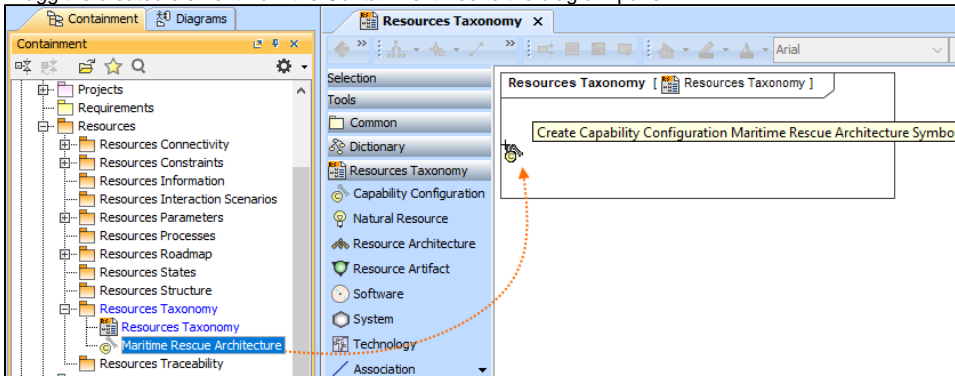 Containment
Diagrams
Containment
Projects
Requirements
Resources
Resources Connectivity
Resources Constraints
Resources Information
Resources Interaction Scenarios
Resources Parameters
Resources Processes
Resources Roadmap
Resources States
Resources Structure
Resources Taxonomy
Resources Taxonomy
Maritime Rescue Architecture
Resources Traceability
Resources Taxonomy
Arial
Selection
Tools
Common
Dictionary
Resources Taxonomy
Capability Configuration
Natural Resource
Resource Architecture
Resource Artifact
Software
System
Technology
Association
Resources Taxonomy [ Resources Taxonomy ]
Create Capability Configuration Maritime Rescue Architecture Symbo